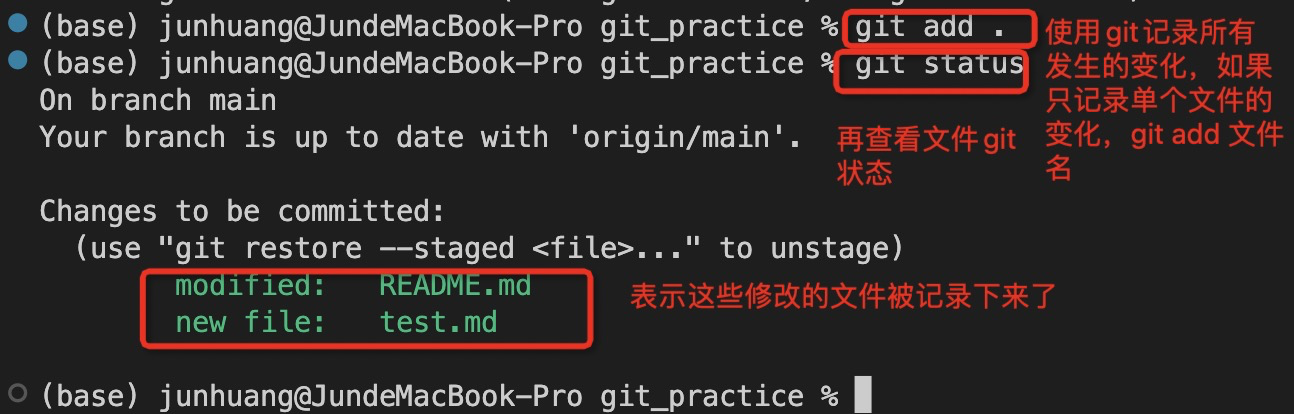 (base) junhuang@JundeMacBook-Pro git_practice % git add .
(base) junhuang@JundeMacBook-Pro git_practice % git status
On branch main
Your branch is up to date with 'origin/main'.
Changes to be committed:
(use "git restore --staged <file>..." to unstage)
modified: README.md
new file: test.md
(base) junhuang@JundeMacBook-Pro git_practice %
使用git记录所有
发生的变化，如果
只记录单个文件的
变化，git add 文件
名
再查看文件git
状态
表示这些修改的文件被记录下来了